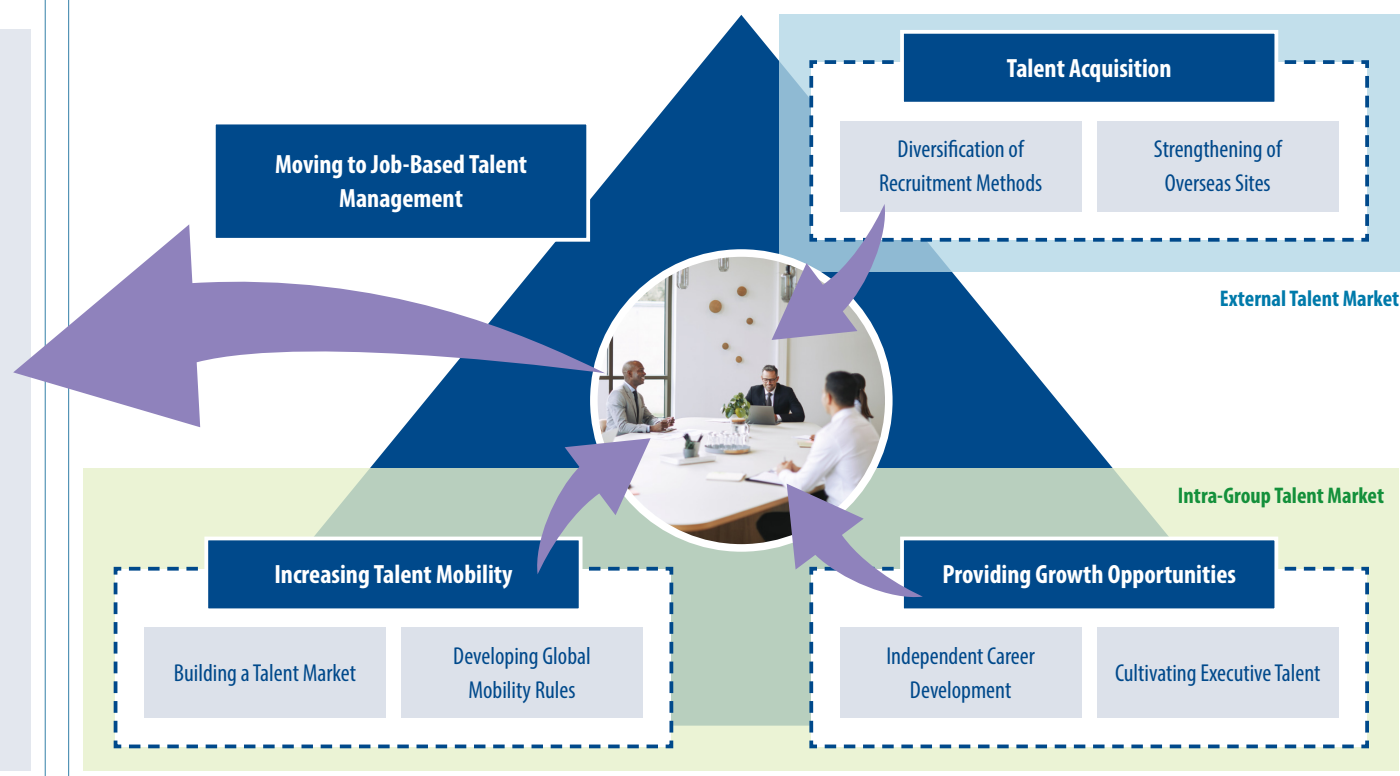 Talent Acquisition
Diversification of
Recruitment Methods
Strengthening of
Overseas Sites
Moving to Job-Based Talent
Management
External Talent Market
Intra-Group Talent Market
Increasing Talent Mobility
Building a Talent Market
Developing Global
Mobility Rules
Providing Growth Opportunities
Independent Career
Development
Cultivating Executive Talent